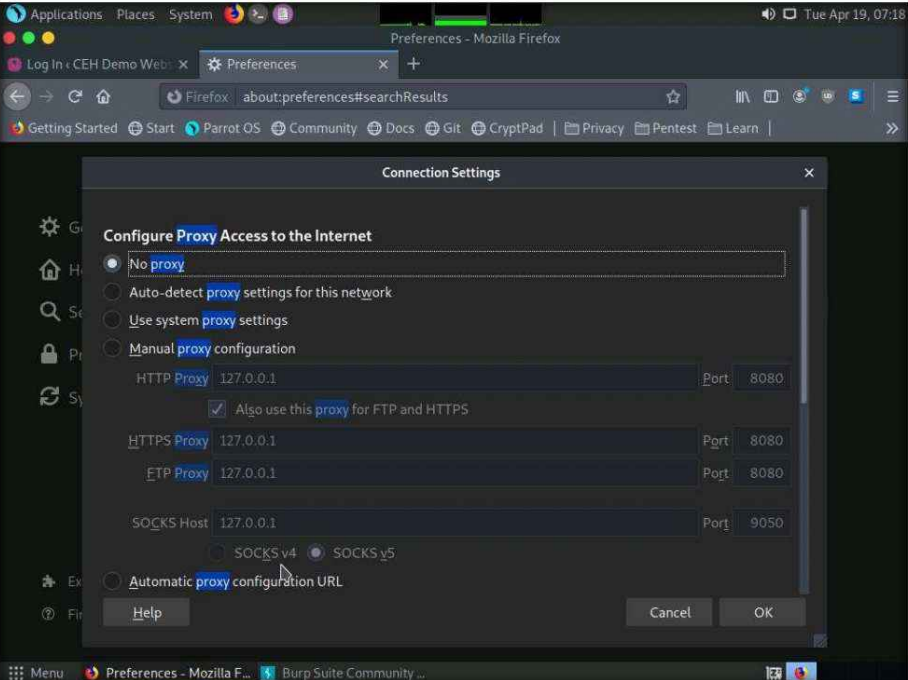 Applications Places System Tue Apr 19, 07:18
Preferences - Mozilla Firefox
Log In ‹ CEH Demo Webs Preferences
Firefox about:preferences#searchResults
Getting Started Start Parrot OS Community Docs Git CryptPad Privacy Pentest Learn
Connection Settings
Configure Proxy Access to the Internet
No proxy
Auto-detect proxy settings for this network
Use system proxy settings
Manual proxy configuration
HTTP Proxy 127.0.0.1 Port 8080
Also use this proxy for FTP and HTTPS
HTTPS Proxy 127.0.0.1 Port 8080
FTP Proxy 127.0.0.1 Port 8080
SOCKS Host 127.0.0.1 Port 9050
SOCKS v4 SOCKS v5
Automatic proxy configuration URL
Help Cancel OK
Menu Preferences - Mozilla F... Burp Suite Community ...